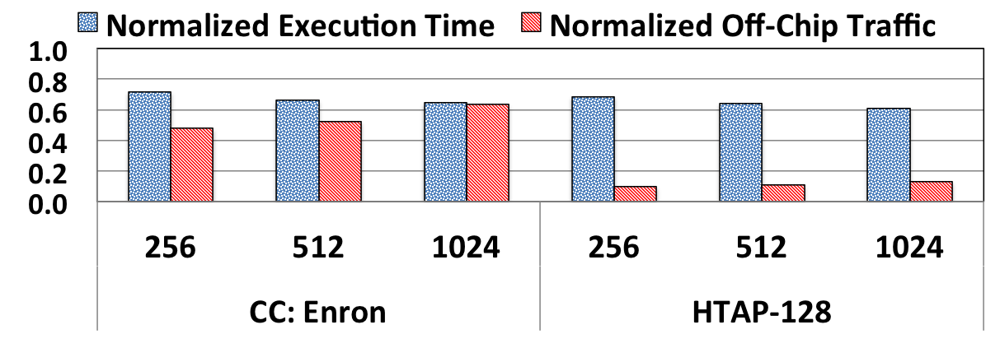 Normalized Execution Time Normalized Off-Chip Traffic
1.0
0.8
0.6
0.4
0.2
0.0
256 512 1024 256 512 1024
CC: Enron HTAP-128